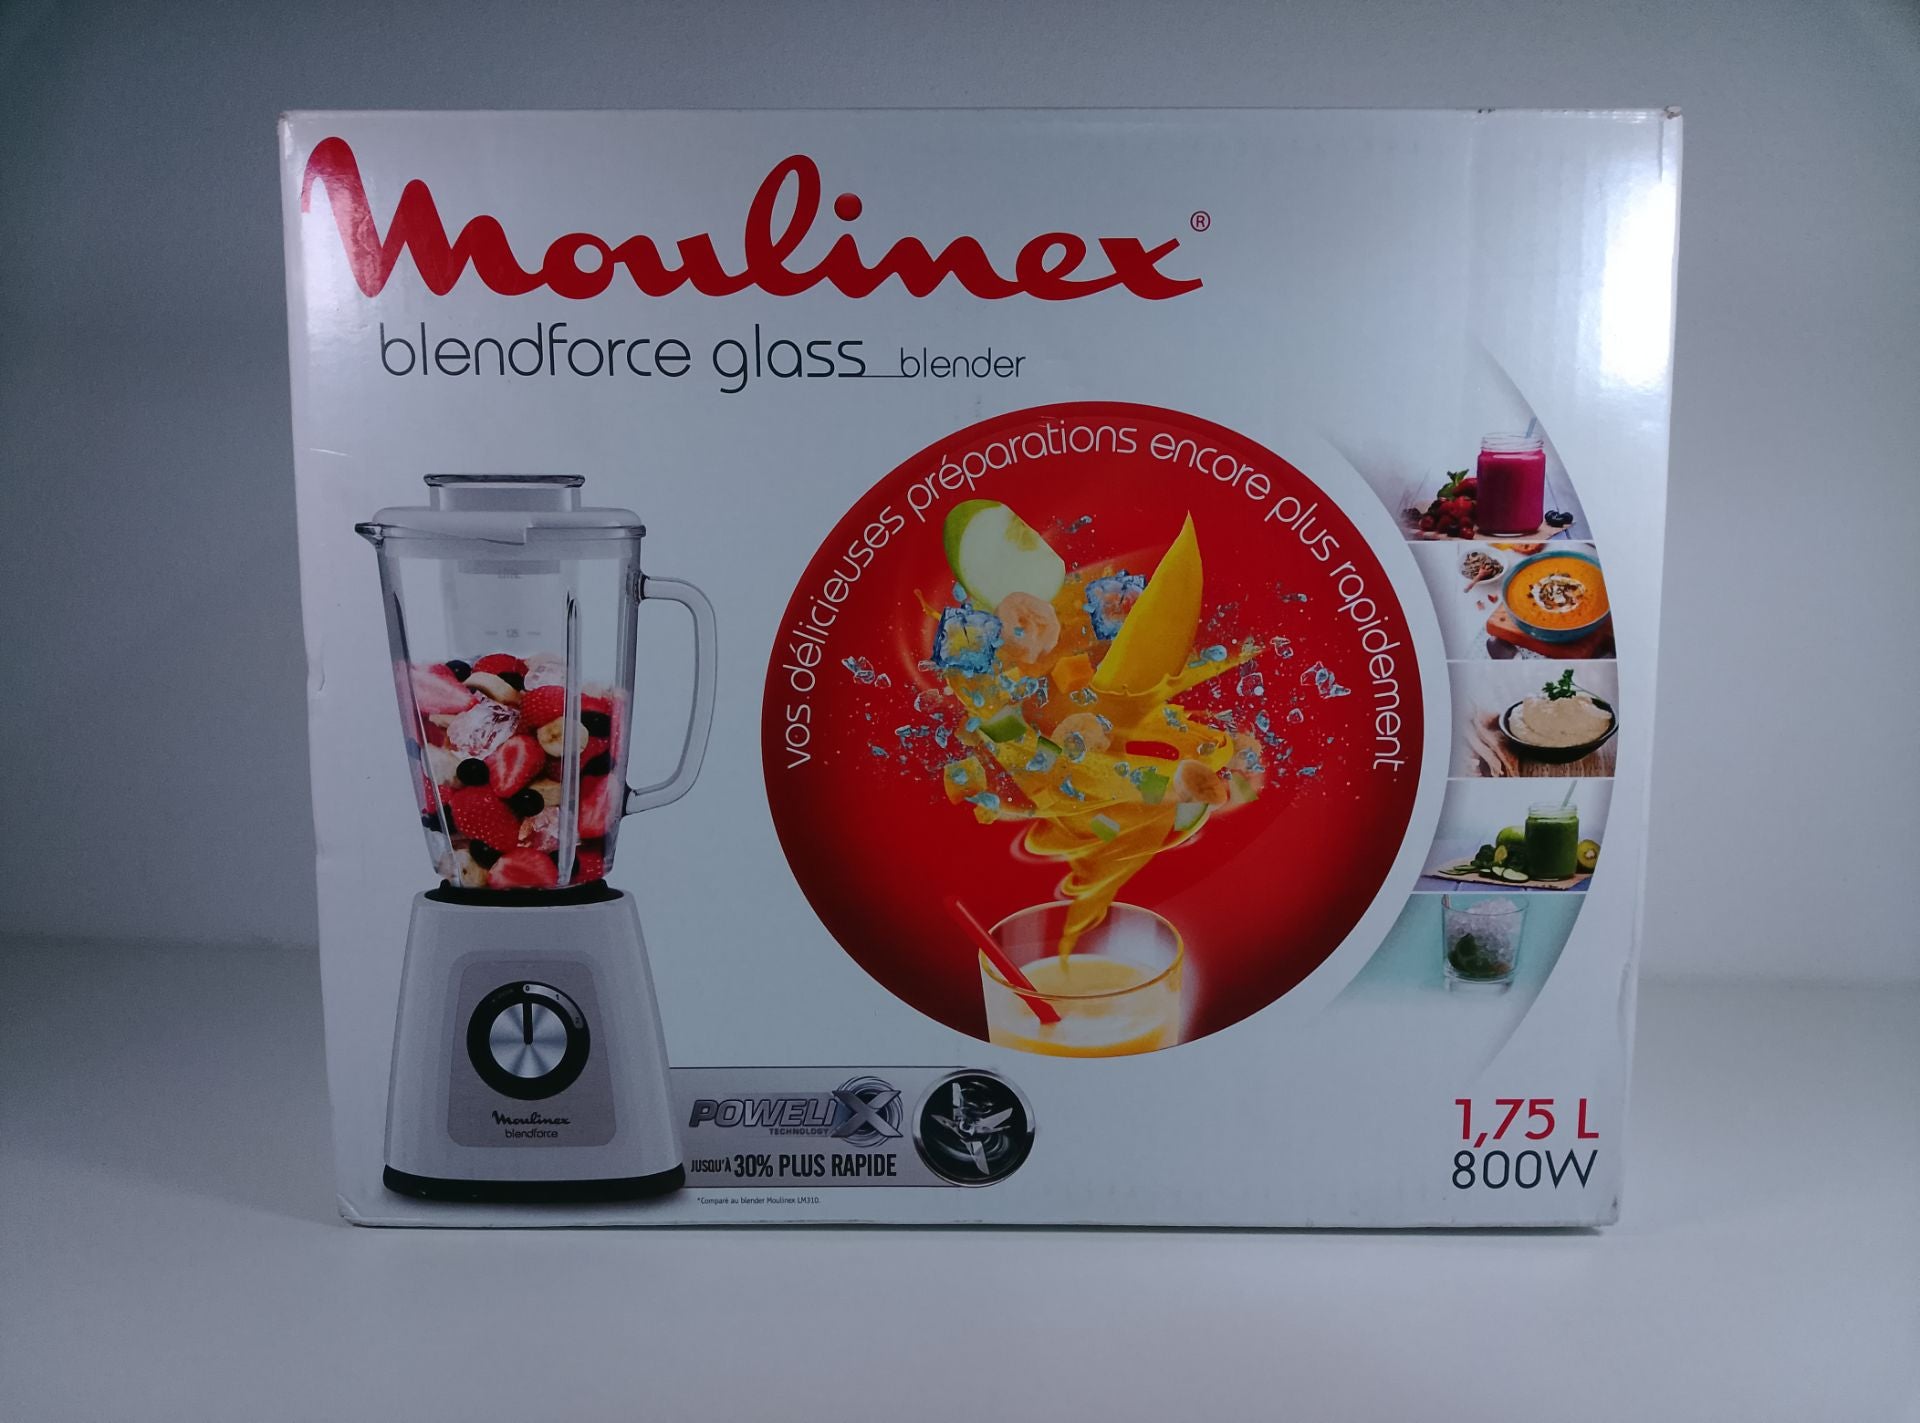 Moulinex®
blendforce glass blender
vos délicieuses préparations encore plus rapidement
Moulinex
blendforce
POWELIX
TECHNOLOGY
JUSQU'À 30% PLUS RAPIDE
*Comparé au blender Moulinex LM310.
1,75 L
800W